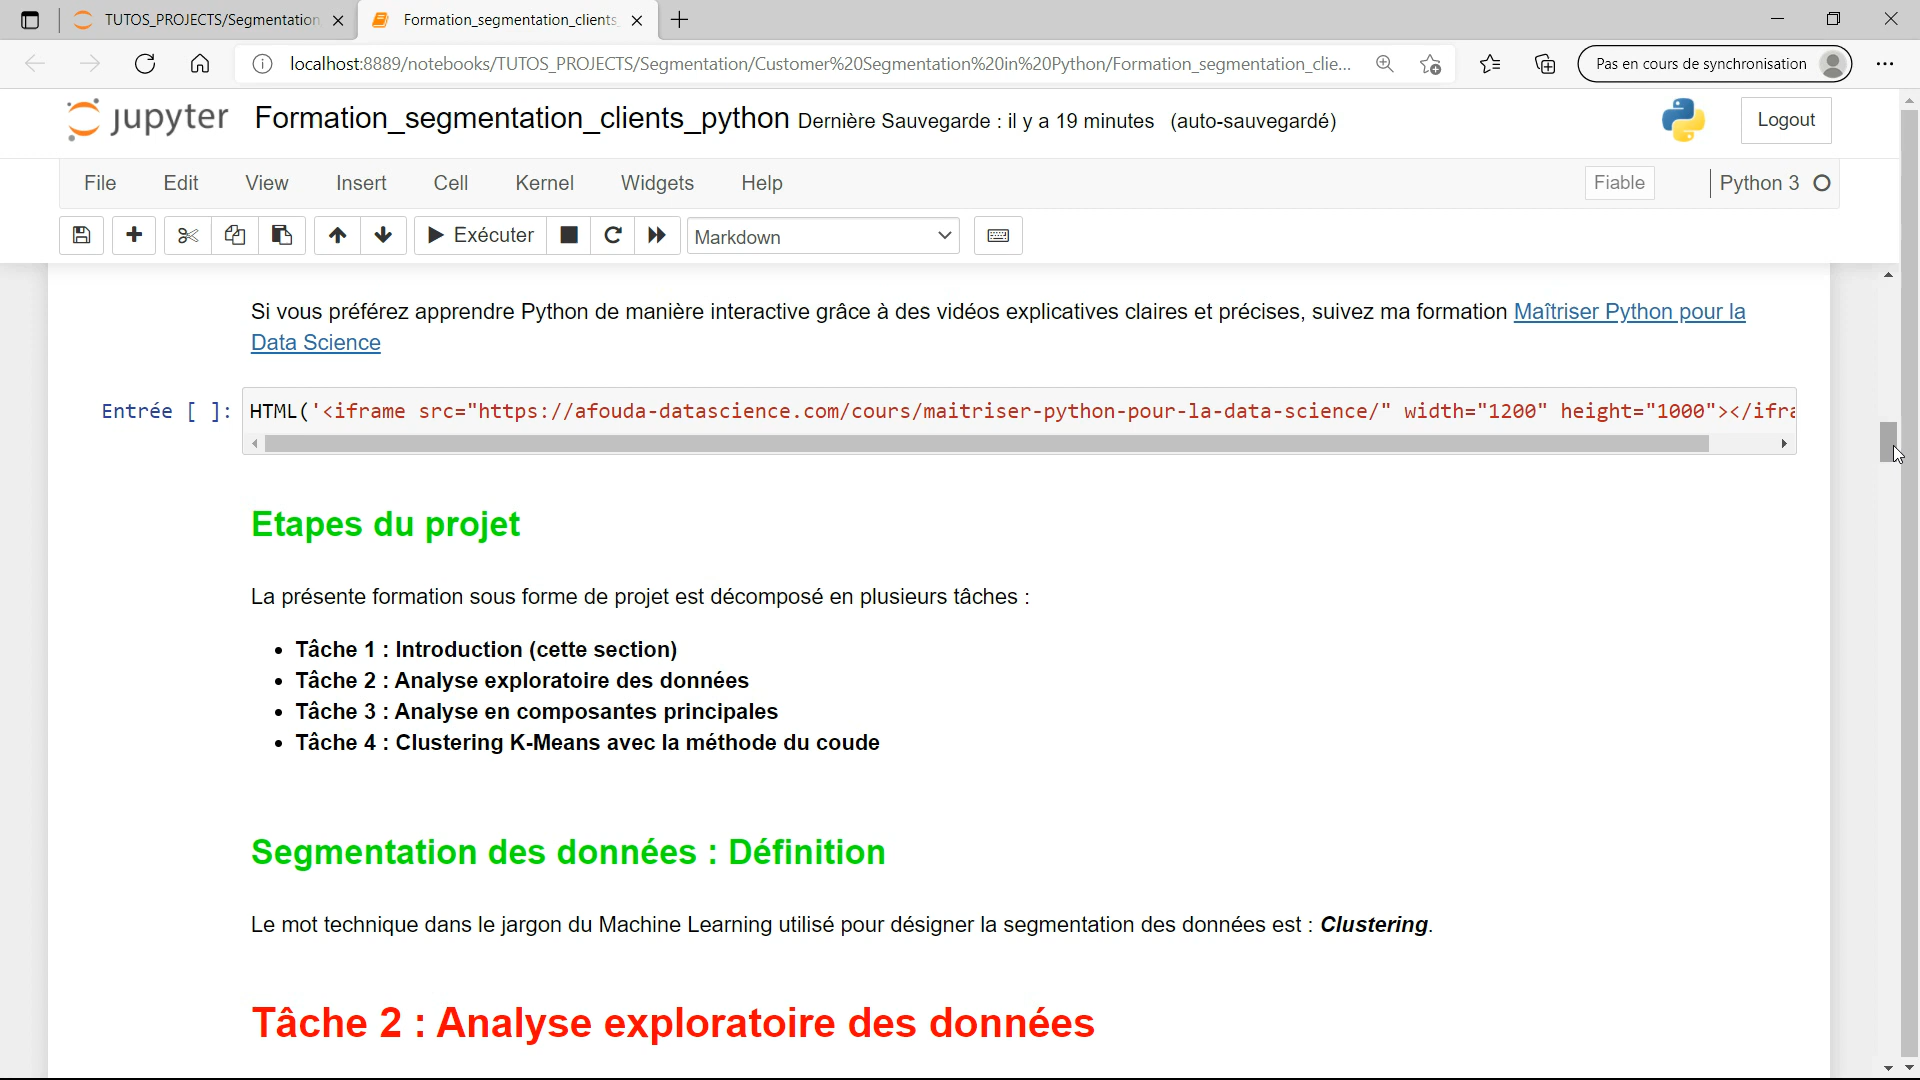 TUTOS_PROJECTS/Segmentation
Formation_segmentation_clients_
localhost:8889/notebooks/TUTOS_PROJECTS/Segmentation/Customer%20Segmentation%20in%20Python/Formation_segmentation_clie...
Pas en cours de synchronisation
jupyter Formation_segmentation_clients_python Dernière Sauvegarde : il y a 19 minutes (auto-sauvegardé)
Logout
File Edit View Insert Cell Kernel Widgets Help
Fiable
Python 3
Exécuter
Markdown
Si vous préférez apprendre Python de manière interactive grâce à des vidéos explicatives claires et précises, suivez ma formation Maîtriser Python pour la
Data Science
Entrée [ ]: HTML('<iframe src="https://afouda-datascience.com/cours/maitriser-python-pour-la-data-science/" width="1200" height="1000"></ifra
Etapes du projet
La présente formation sous forme de projet est décomposé en plusieurs tâches :
• Tâche 1 : Introduction (cette section)
• Tâche 2 : Analyse exploratoire des données
• Tâche 3 : Analyse en composantes principales
• Tâche 4 : Clustering K-Means avec la méthode du coude
Segmentation des données : Définition
Le mot technique dans le jargon du Machine Learning utilisé pour désigner la segmentation des données est : Clustering.
Tâche 2 : Analyse exploratoire des données